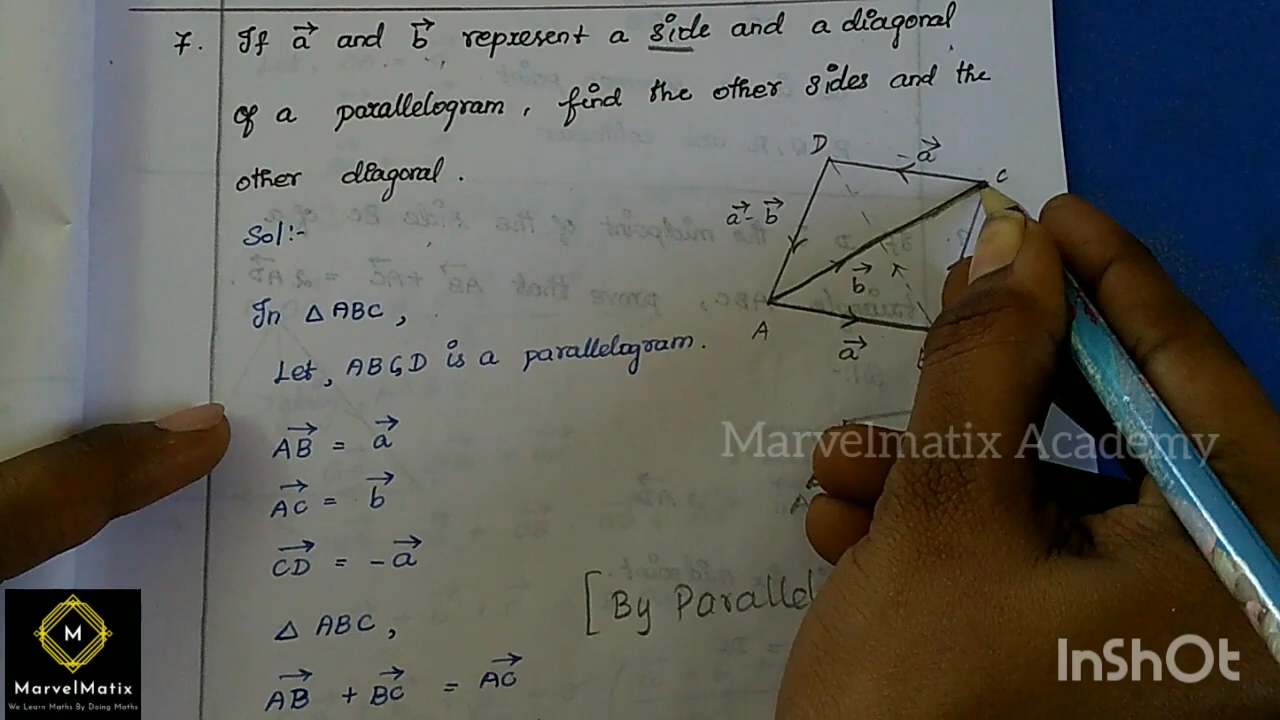 7. If a⃗ and b⃗ represent a side and a diagonal
of a parallelogram, find the other sides and the
other diagonal.
Sol:-
In △ ABC,
Let, ABCD is a parallelogram.
AB⃗ = a⃗
AC⃗ = b⃗
CD⃗ = -a⃗
△ ABC,
AB⃗ + BC⃗ = AC⃗
[By
D
-a⃗
C
a⃗-b⃗
b⃗
A
a⃗
Marvelmatix Academy
M
MARVELMATIX
We Learn Maths By Doing Maths
InShOt